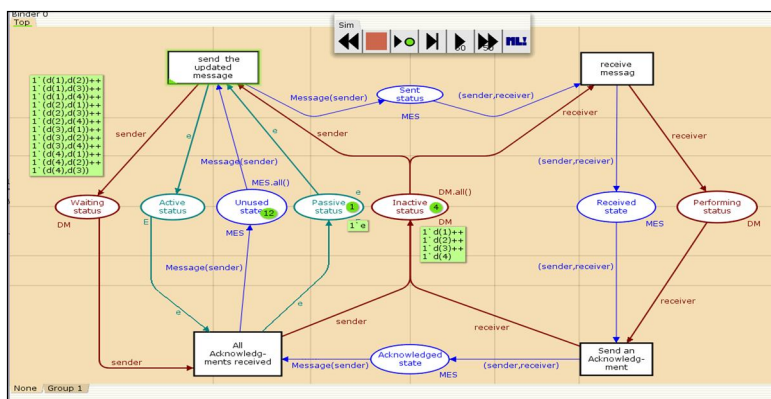 Binder 0
Top
Sim
50
50
ML!
send the
updated
message
receive
messag
1`(d(1),d(2))++
1`(d(1),d(3))++
1`(d(1),d(4))++
1`(d(2),d(1))++
1`(d(2),d(3))++
1`(d(2),d(4))++
1`(d(3),d(1))++
1`(d(3),d(2))++
1`(d(3),d(4))++
1`(d(4),d(1))++
1`(d(4),d(2))++
1`(d(4),d(3))
Message(sender)
Sent
status
MES
(sender,receiver)
sender
e
e
sender
receiver
receiver
Message(sender)
(sender,receiver)
MES.all()
e
DM.all()
Waiting
status
DM
Active
status
E
Unused
state
12
MES
Passive
status
1
1`e
Inactive
status
4
DM
1`d(1)++
1`d(2)++
1`d(3)++
1`d(4)
Received
state
MES
Performing
status
DM
Message(sender)
(sender,receiver)
e
e
sender
receiver
receiver
sender
All
Acknowledg-
ments received
Message(sender)
Acknowledged
state
MES
(sender,receiver)
Send an
Acknowledg-
ment
None
Group 1